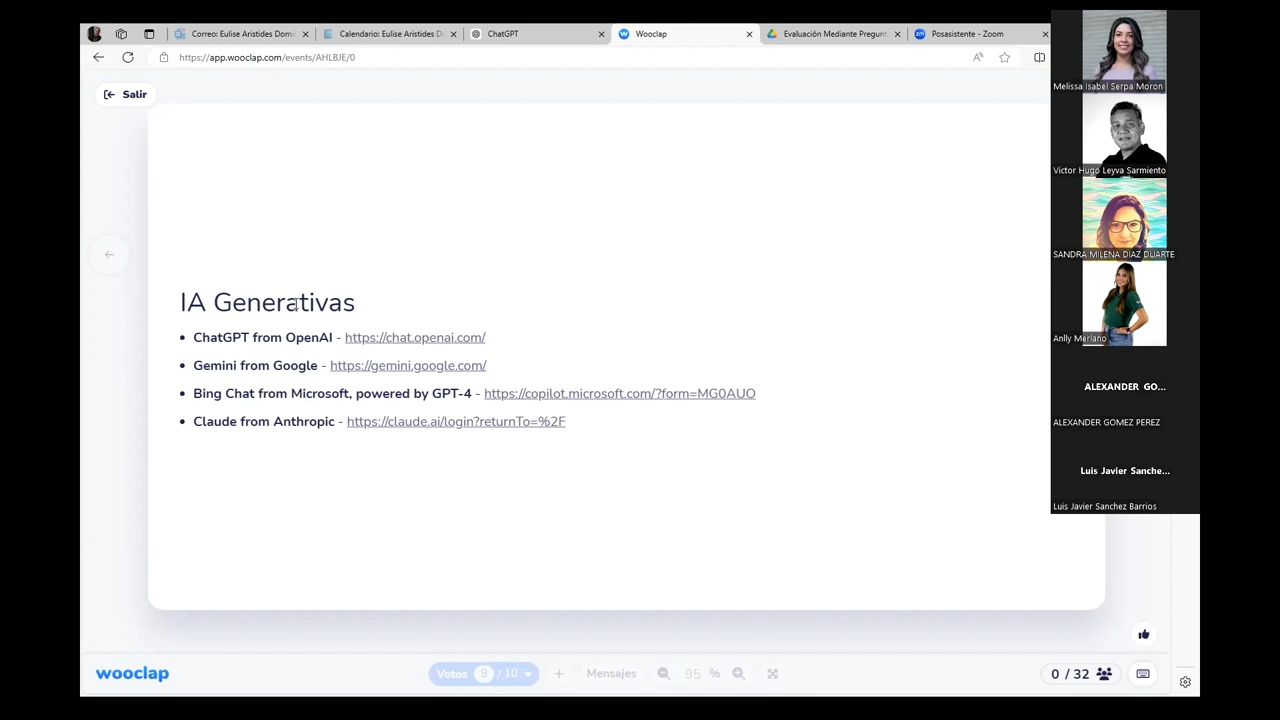 Correo: Eulise Aristides Domi
Calendario: Eulise Aristides D
ChatGPT
Wooclap
Evaluación Mediante Pregunt
Posasistente - Zoom
https://app.wooclap.com/events/AHLBJE/0
Salir
IA Generativas
• ChatGPT from OpenAI - https://chat.openai.com/
• Gemini from Google - https://gemini.google.com/
• Bing Chat from Microsoft, powered by GPT-4 - https://copilot.microsoft.com/?form=MG0AUO
• Claude from Anthropic - https://claude.ai/login?returnTo=%2F
wooclap
Votos 8 / 10
+ Mensajes
95 %
0 / 32
Melissa Isabel Serpa Moron
Victor Hugo Leyva Sarmiento
SANDRA MILENA DIAZ DUARTE
Anlly Meriano
ALEXANDER GO...
ALEXANDER GOMEZ PEREZ
Luis Javier Sanche...
Luis Javier Sanchez Barrios